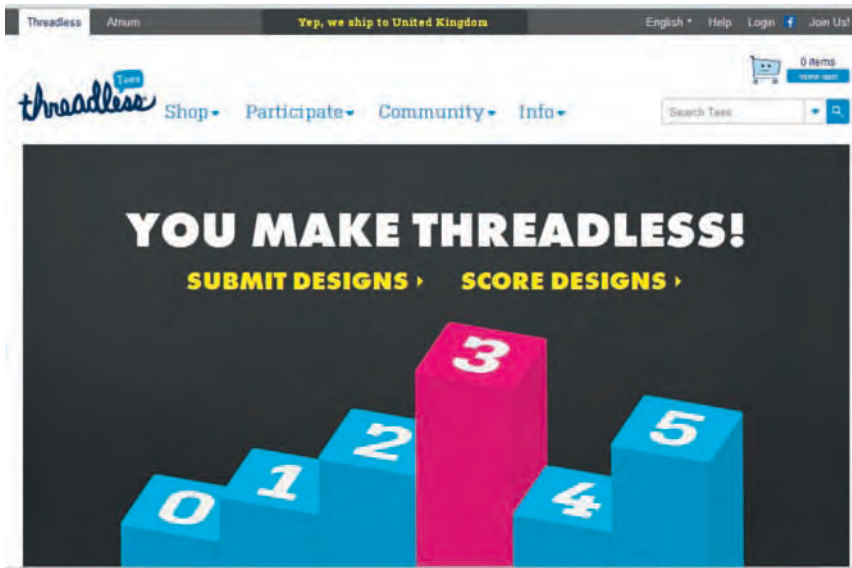 Threadless Atrium Yep, we ship to United Kingdom English Help Login f Join Us!
Tees
threadless
0 items
Shop Participate Community Info
Search Tees
YOU MAKE THREADLESS!
SUBMIT DESIGNS SCORE DESIGNS
3
2
5
1
4
0